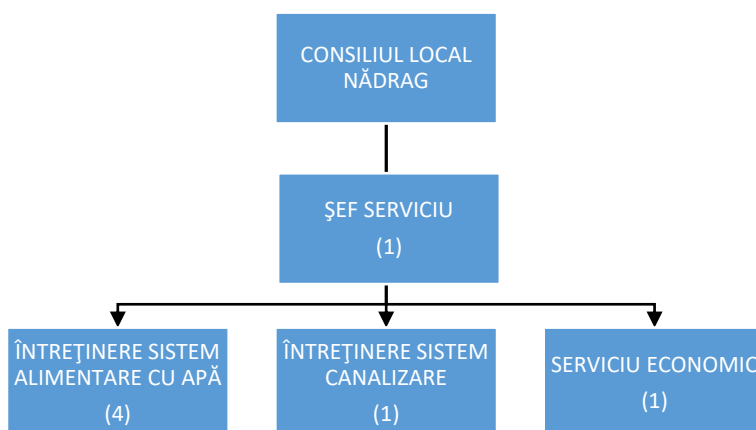 CONSILIUL LOCAL
NĂDRAG
ŞEF SERVICIU
(1)
ÎNTREŢINERE SISTEM
ALIMENTARE CU APĂ
(4)
ÎNTREŢINERE SISTEM
CANALIZARE
(1)
SERVICIU ECONOMIC
(1)